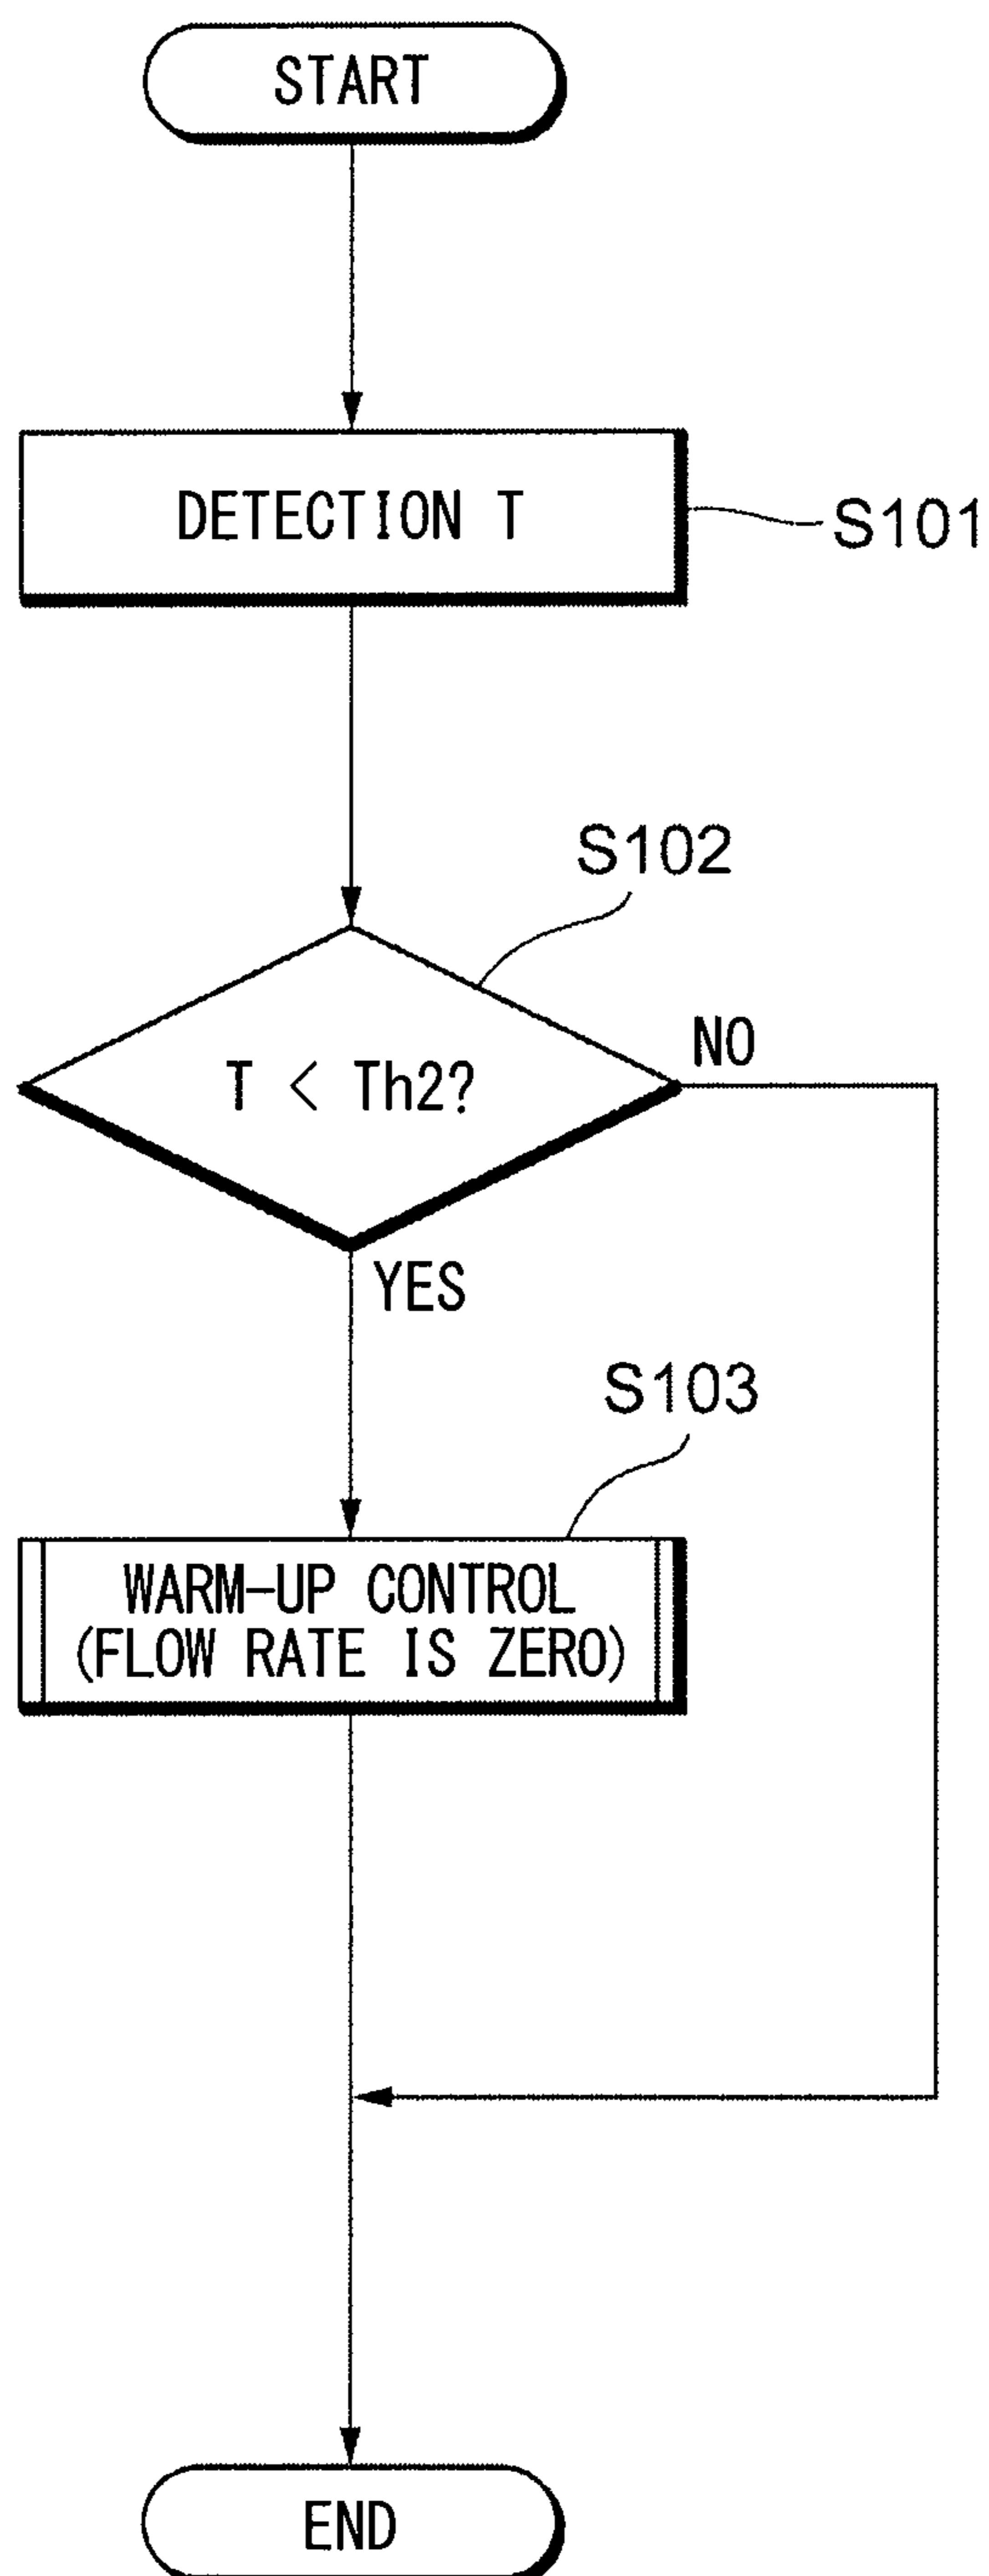 START
DETECTION T
S101
S102
T < Th2?
NO
YES
S103
WARM-UP CONTROL
(FLOW RATE IS ZERO)
END